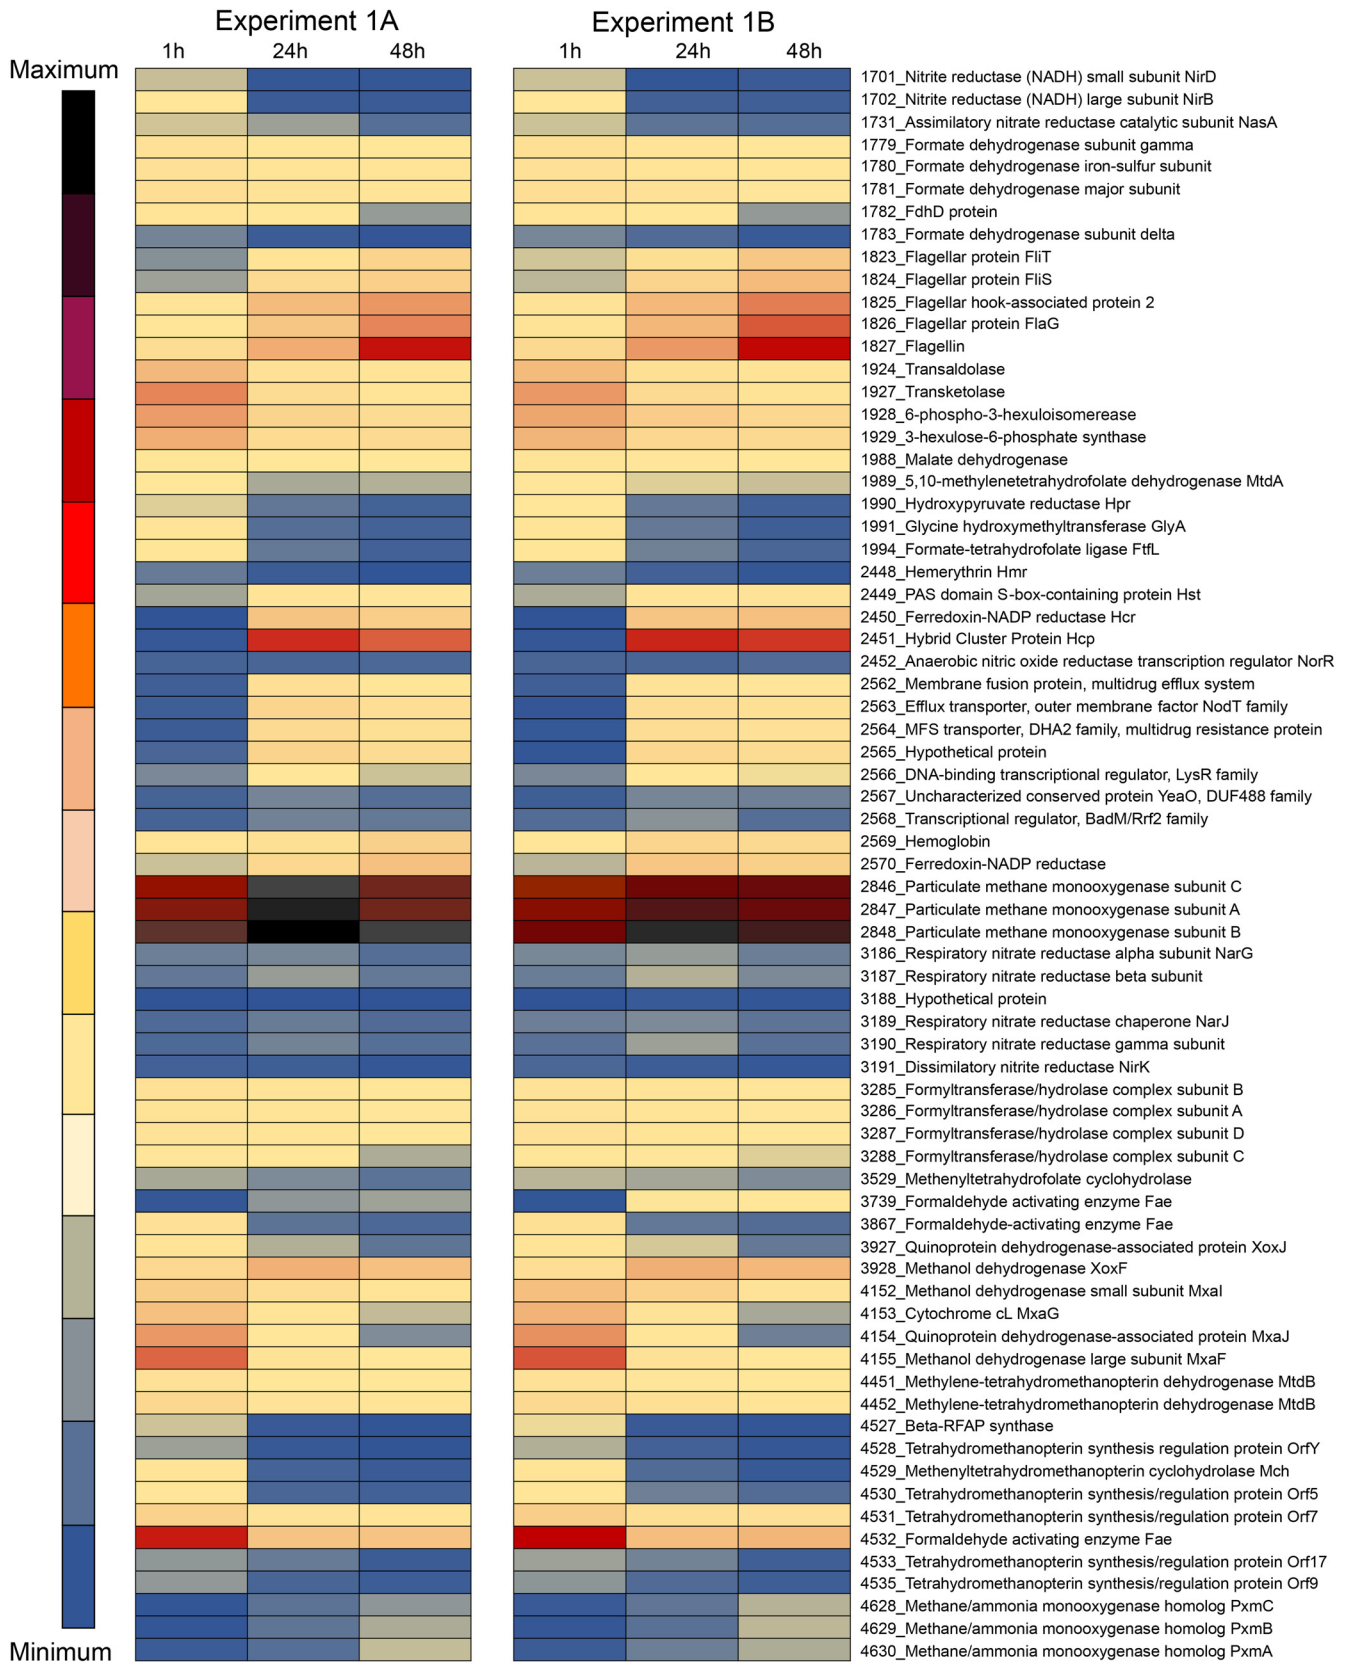 Experiment 1A
Experiment 1B
1h 24h 48h
1h 24h 48h
Maximum
1701_Nitrite reductase (NADH) small subunit NirD
1702_Nitrite reductase (NADH) large subunit NirB
1731_Assimilatory nitrate reductase catalytic subunit NasA
1779_Formate dehydrogenase subunit gamma
1780_Formate dehydrogenase iron-sulfur subunit
1781_Formate dehydrogenase major subunit
1782_FdhD protein
1783_Formate dehydrogenase subunit delta
1823_Flagellar protein FliT
1824_Flagellar protein FliS
1825_Flagellar hook-associated protein 2
1826_Flagellar protein FlaG
1827_Flagellin
1924_Transaldolase
1927_Transketolase
1928_6-phospho-3-hexuloisomerease
1929_3-hexulose-6-phosphate synthase
1988_Malate dehydrogenase
1989_5,10-methylenetetrahydrofolate dehydrogenase MtdA
1990_Hydroxypyruvate reductase Hpr
1991_Glycine hydroxymethyltransferase GlyA
1994_Formate-tetrahydrofolate ligase FtfL
2448_Hemerythrin Hmr
2449_PAS domain S-box-containing protein Hst
2450_Ferredoxin-NADP reductase Hcr
2451_Hybrid Cluster Protein Hcp
2452_Anaerobic nitric oxide reductase transcription regulator NorR
2562_Membrane fusion protein, multidrug efflux system
2563_Efflux transporter, outer membrane factor NodT family
2564_MFS transporter, DHA2 family, multidrug resistance protein
2565_Hypothetical protein
2566_DNA-binding transcriptional regulator, LysR family
2567_Uncharacterized conserved protein YeaO, DUF488 family
2568_Transcriptional regulator, BadM/Rrf2 family
2569_Hemoglobin
2570_Ferredoxin-NADP reductase
2846_Particulate methane monooxygenase subunit C
2847_Particulate methane monooxygenase subunit A
2848_Particulate methane monooxygenase subunit B
3186_Respiratory nitrate reductase alpha subunit NarG
3187_Respiratory nitrate reductase beta subunit
3188_Hypothetical protein
3189_Respiratory nitrate reductase chaperone NarJ
3190_Respiratory nitrate reductase gamma subunit
3191_Dissimilatory nitrite reductase NirK
3285_Formyltransferase/hydrolase complex subunit B
3286_Formyltransferase/hydrolase complex subunit A
3287_Formyltransferase/hydrolase complex subunit D
3288_Formyltransferase/hydrolase complex subunit C
3529_Methenyltetrahydrofolate cyclohydrolase
3739_Formaldehyde activating enzyme Fae
3867_Formaldehyde-activating enzyme Fae
3927_Quinoprotein dehydrogenase-associated protein XoxJ
3928_Methanol dehydrogenase XoxF
4152_Methanol dehydrogenase small subunit MxaI
4153_Cytochrome cL MxaG
4154_Quinoprotein dehydrogenase-associated protein MxaJ
4155_Methanol dehydrogenase large subunit MxaF
4451_Methylene-tetrahydromethanopterin dehydrogenase MtdB
4452_Methylene-tetrahydromethanopterin dehydrogenase MtdB
4527_Beta-RFAP synthase
4528_Tetrahydromethanopterin synthesis regulation protein OrfY
4529_Methenyltetrahydromethanopterin cyclohydrolase Mch
4530_Tetrahydromethanopterin synthesis/regulation protein Orf5
4531_Tetrahydromethanopterin synthesis/regulation protein Orf7
4532_Formaldehyde activating enzyme Fae
4533_Tetrahydromethanopterin synthesis/regulation protein Orf17
4535_Tetrahydromethanopterin synthesis/regulation protein Orf9
4628_Methane/ammonia monooxygenase homolog PxmC
4629_Methane/ammonia monooxygenase homolog PxmB
4630_Methane/ammonia monooxygenase homolog PxmA
Minimum